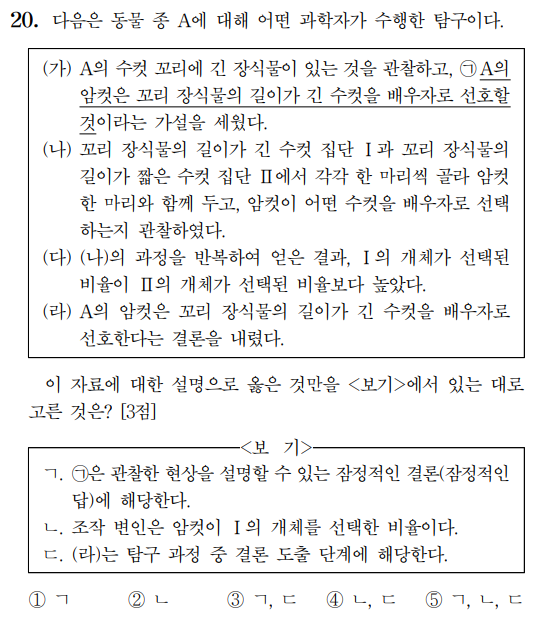 20. 다음은 동물 종 A에 대해 어떤 과학자가 수행한 탐구이다.
(가) A의 수컷 꼬리에 긴 장식물이 있는 것을 관찰하고, ㉠A의
암컷은 꼬리 장식물의 길이가 긴 수컷을 배우자로 선호할
것이라는 가설을 세웠다.
(나) 꼬리 장식물의 길이가 긴 수컷 집단 Ⅰ과 꼬리 장식물의
길이가 짧은 수컷 집단 Ⅱ에서 각각 한 마리씩 골라 암컷
한 마리와 함께 두고, 암컷이 어떤 수컷을 배우자로 선택
하는지 관찰하였다.
(다) (나)의 과정을 반복하여 얻은 결과, Ⅰ의 개체가 선택된
비율이 Ⅱ의 개체가 선택된 비율보다 높았다.
(라) A의 암컷은 꼬리 장식물의 길이가 긴 수컷을 배우자로
선호한다는 결론을 내렸다.
이 자료에 대한 설명으로 옳은 것만을 <보기>에서 있는 대로
고른 것은? [3점]
<보 기>
ㄱ. ㉠은 관찰한 현상을 설명할 수 있는 잠정적인 결론(잠정적인
답)에 해당한다.
ㄴ. 조작 변인은 암컷이 Ⅰ의 개체를 선택한 비율이다.
ㄷ. (라)는 탐구 과정 중 결론 도출 단계에 해당한다.
① ㄱ ② ㄴ ③ ㄱ, ㄷ ④ ㄴ, ㄷ ⑤ ㄱ, ㄴ, ㄷ